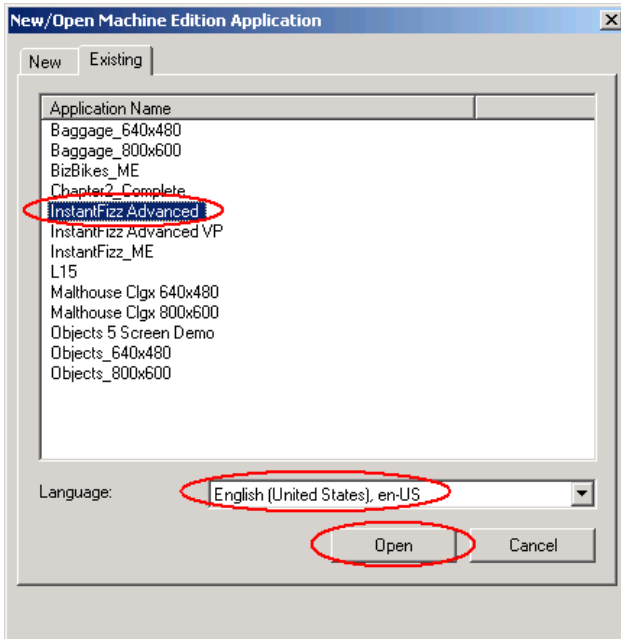 New/Open Machine Edition Application
New Existing
Application Name
Baggage_640x480
Baggage_800x600
BizBikes_ME
Chapter2_Complete
InstantFizz Advanced
InstantFizz Advanced VP
InstantFizz_ME
L15
Malthouse Clgx 640x480
Malthouse Clgx 800x600
Objects 5 Screen Demo
Objects_640x480
Objects_800x600
Language: English (United States), en-US
Open Cancel